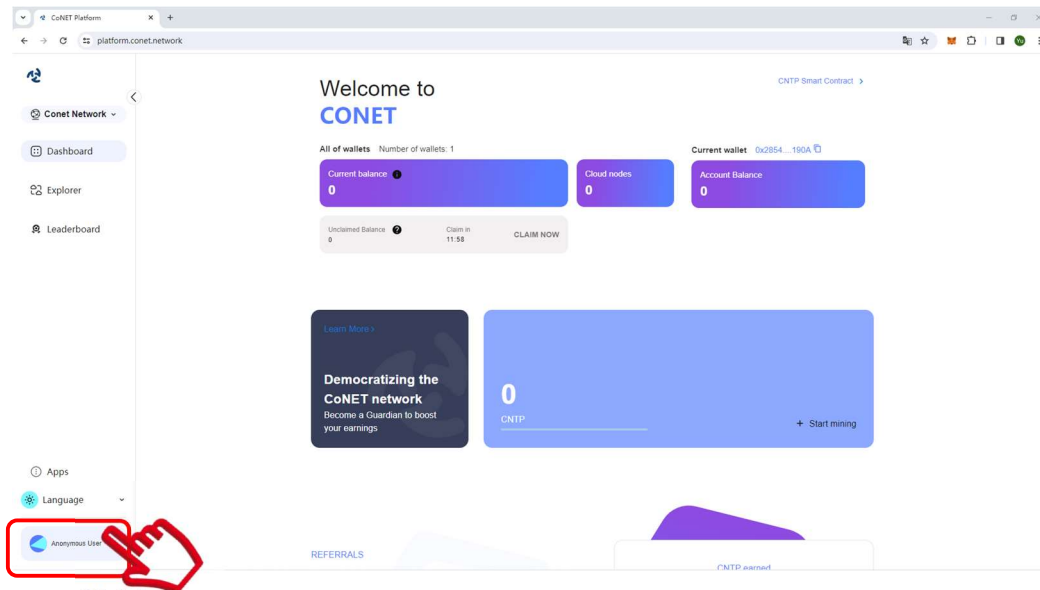 CoNET Platform
platform.conet.network
Yu
Conet Network
Dashboard
Explorer
Leaderboard
Apps
Language
Anonymous User
Welcome to
CONET
CNTP Smart Contract >
All of wallets Number of wallets: 1
Current wallet 0x2854....190A
Current balance
0
Cloud nodes
0
Account Balance
0
Unclaimed Balance
0
Claim in
11:58
CLAIM NOW
Learn More >
Democratizing the
CoNET network
Become a Guardian to boost
your earnings
0
CNTP
+ Start mining
REFERRALS
CNTP earned